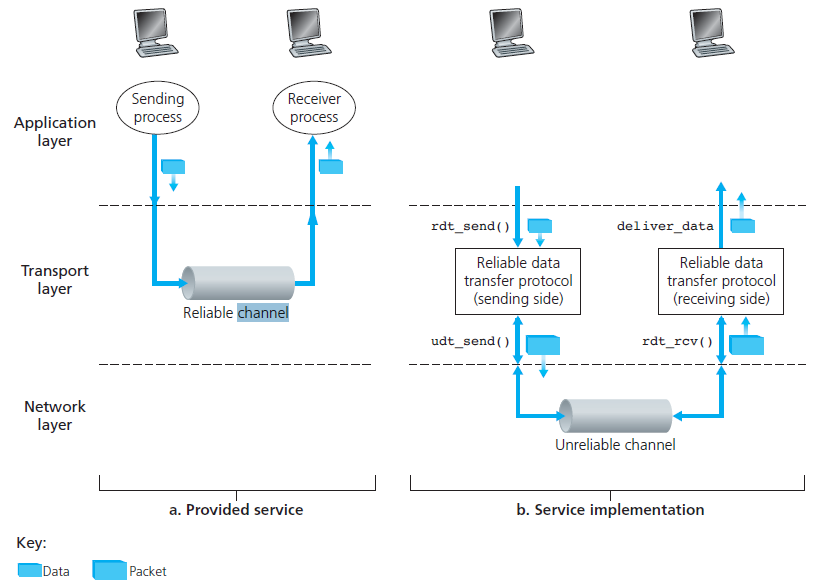 Sending
process
Receiver
process
Application
layer
rdt_send()
deliver_data
Transport
layer
Reliable data
transfer protocol
(sending side)
Reliable data
transfer protocol
(receiving side)
Reliable channel
udt_send()
rdt_rcv()
Network
layer
Unreliable channel
a. Provided service
b. Service implementation
Key:
Data
Packet